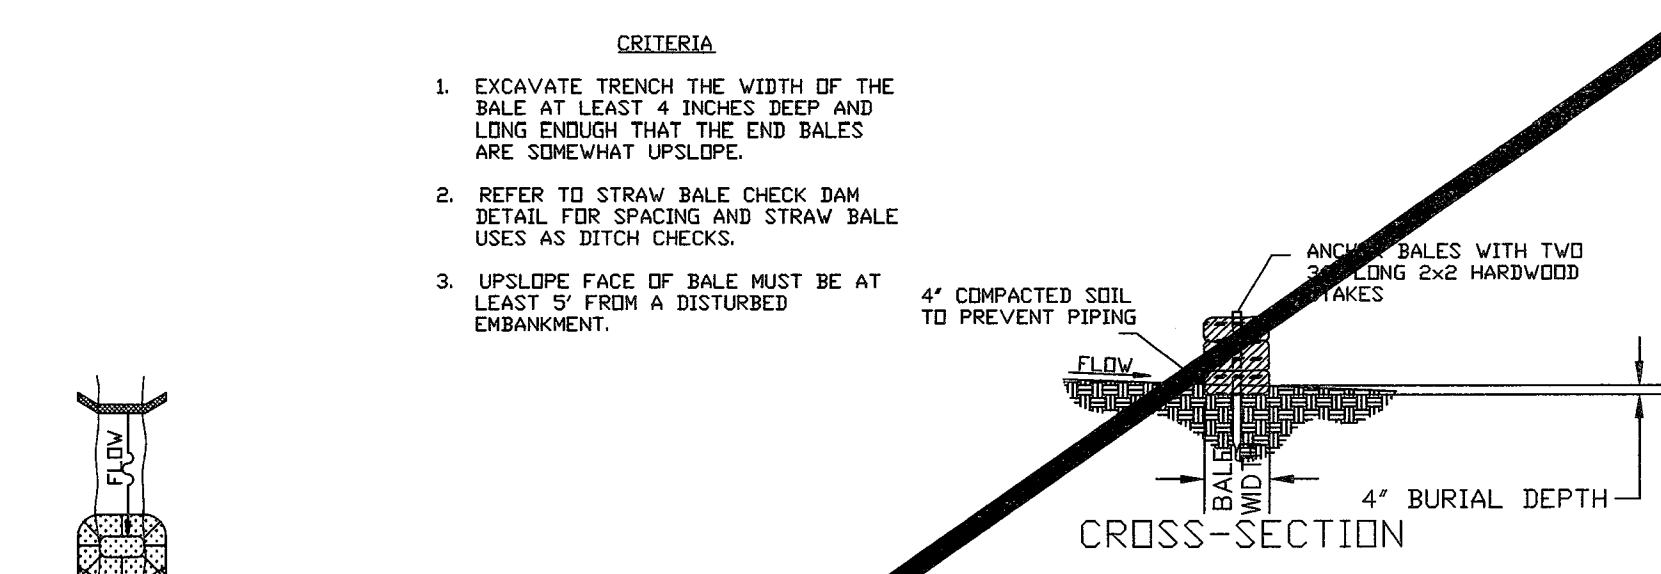 CRITERIA
1. EXCAVATE TRENCH THE WIDTH OF THE
BALE AT LEAST 4 INCHES DEEP AND
LONG ENOUGH THAT THE END BALES
ARE SOMEWHAT UPSLOPE.
2. REFER TO STRAW BALE CHECK DAM
DETAIL FOR SPACING AND STRAW BALE
USES AS DITCH CHECKS.
3. UPSLOPE FACE OF BALE MUST BE AT
LEAST 5' FROM A DISTURBED
EMBANKMENT.
BALES WITH TWO
LONG 2x2 HARDWOOD
4" COMPACTED SOIL
TO PREVENT PIPING
FLOW
FLOW
BALE
4" BURIAL DEPTH
CROSS-SECTION